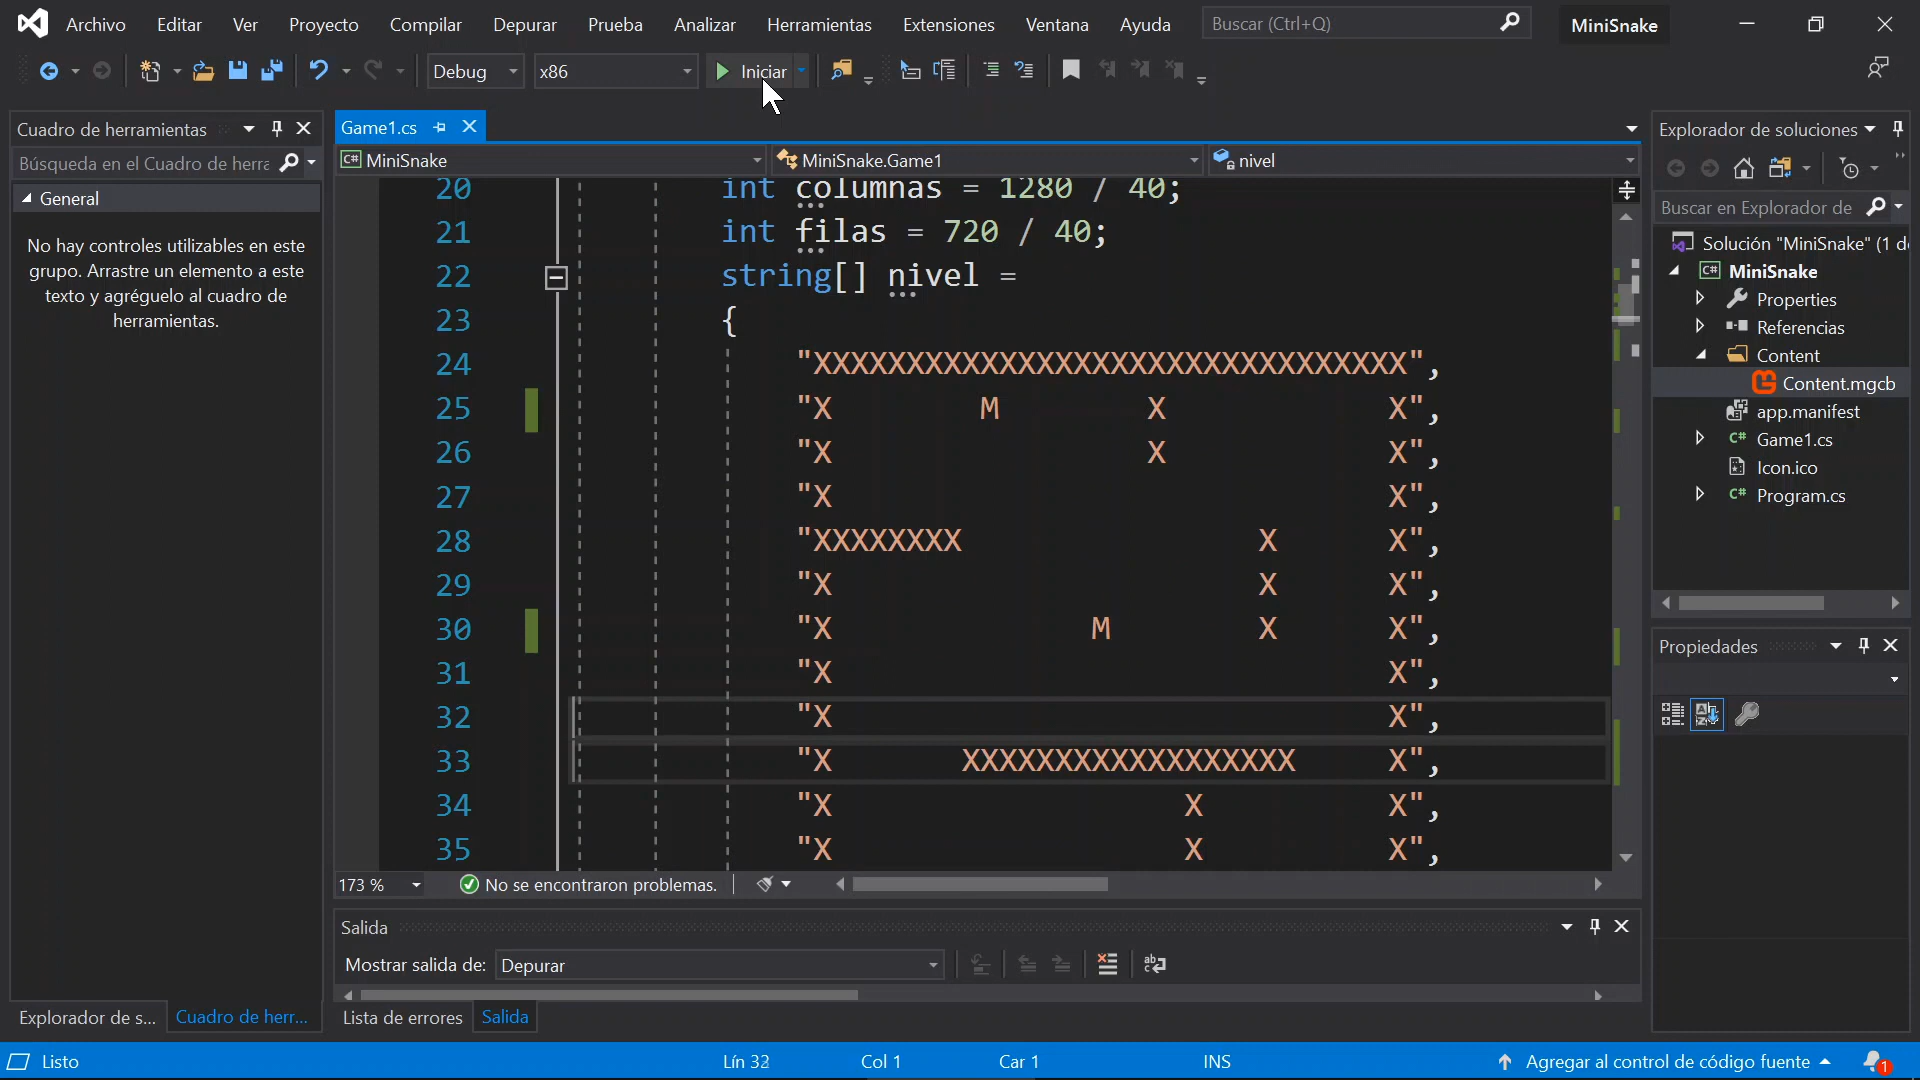 Archivo Editar Ver Proyecto Compilar Depurar Prueba Analizar Herramientas Extensiones Ventana Ayuda Buscar (Ctrl+Q) MiniSnake
Debug x86 Iniciar
Cuadro de herramientas
Búsqueda en el Cuadro de herra
General
No hay controles utilizables en este
grupo. Arrastre un elemento a este
texto y agréguelo al cuadro de
herramientas.
Explorador de s... Cuadro de herr...
Game1.cs
C# MiniSnake MiniSnake.Game1 nivel
20 int columnas = 1280 / 40;
21 int filas = 720 / 40;
22 string[] nivel =
23 {
24 "XXXXXXXXXXXXXXXXXXXXXXXXXXXXXXXX",
25 "X        M        X            X",
26 "X                 X            X",
27 "X                              X",
28 "XXXXXXXX                X      X",
29 "X                       X      X",
30 "X              M        X      X",
31 "X                              X",
32 "X                              X",
33 "X       XXXXXXXXXXXXXXXXXX     X",
34 "X                   X          X",
35 "X                   X          X",
173 % No se encontraron problemas.
Salida
Mostrar salida de: Depurar
Lista de errores Salida
Explorador de soluciones
Buscar en Explorador de
Solución "MiniSnake" (1 d
C# MiniSnake
Properties
Referencias
Content
Content.mgcb
app.manifest
C# Game1.cs
Icon.ico
C# Program.cs
Propiedades
Listo Lín 32 Col 1 Car 1 INS Agregar al control de código fuente 1